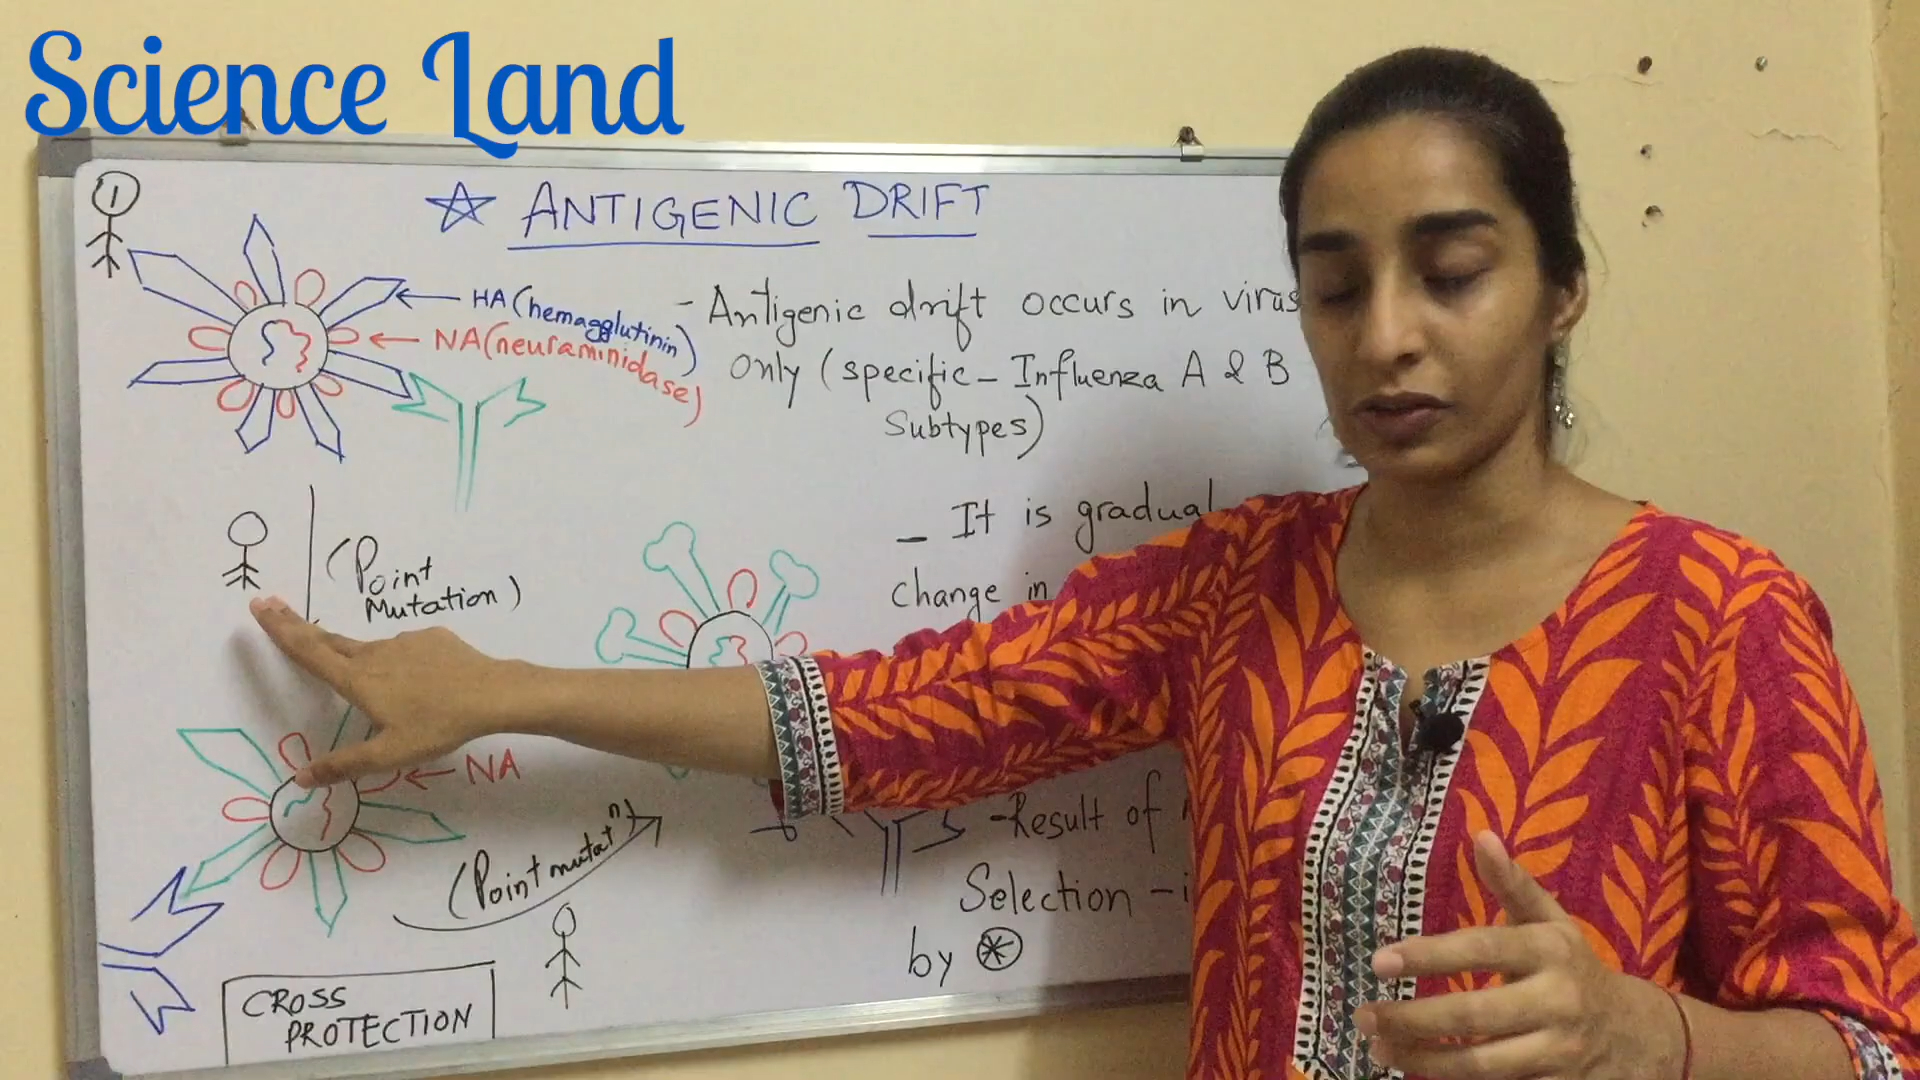 Science Land
1
☆ ANTIGENIC DRIFT
HA (hemagglutinin)
NA (neuraminidase)
- Antigenic drift occurs in virus
only (specific - Influenza A & B
Subtypes)
- It is gradual
change in
(Point
Mutation)
NA
(Point mutatⁿ)
- Result of
Selection -
by
CROSS
PROTECTION